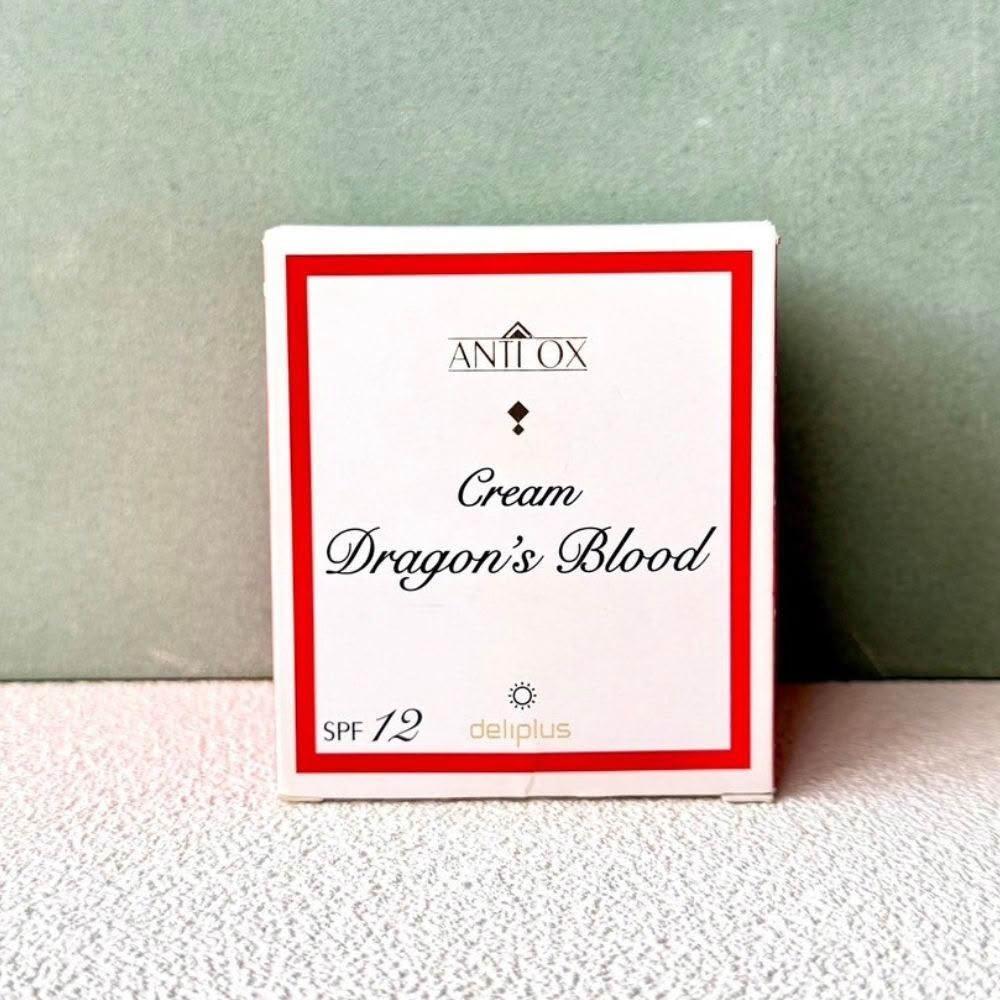 ANTI OX
Cream
Dragon's Blood
SPF 12
deliplus